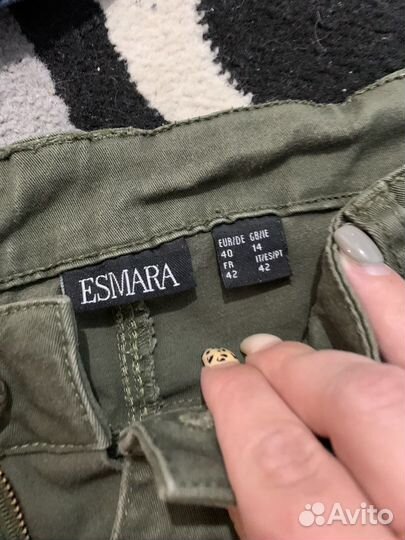 ESMARA
EUR/DE GB/IE
40 14
FR IT/ES/PT
42 42
Avito